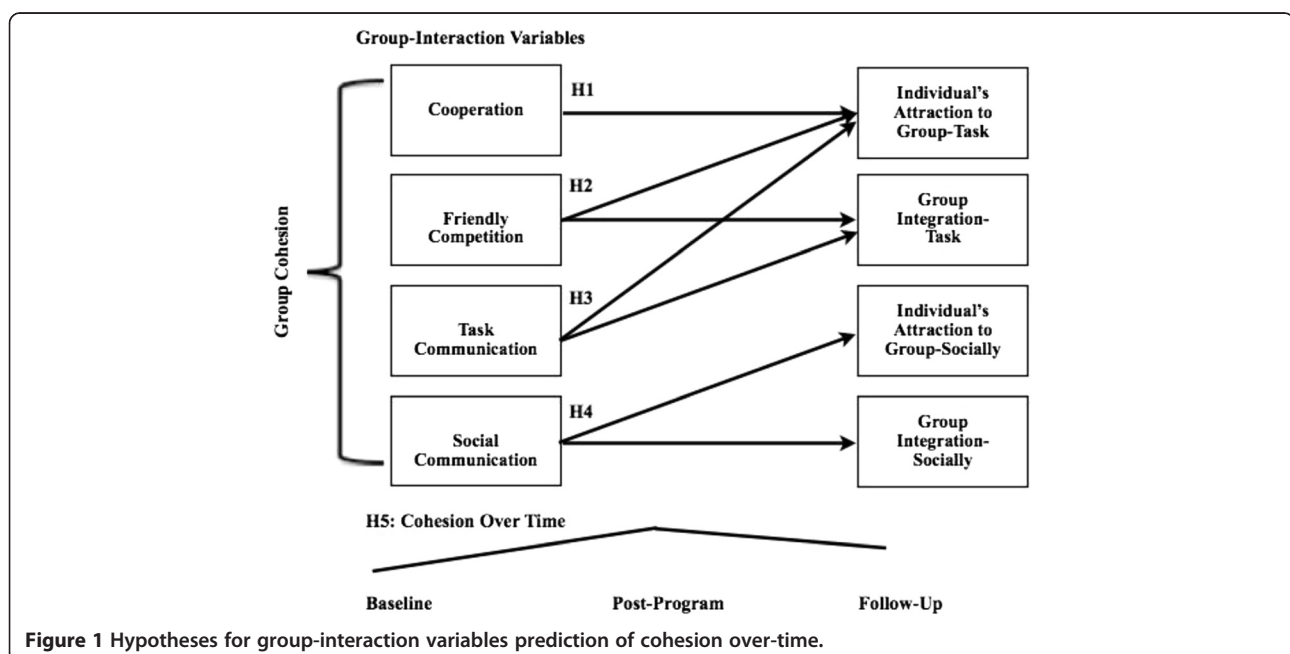 Group-Interaction Variables
Group Cohesion
Cooperation
H1
Individual's
Attraction to
Group-Task
Friendly
Competition
H2
Group
Integration-
Task
Task
Communication
H3
Individual's
Attraction to
Group-Socially
Social
Communication
H4
Group
Integration-
Socially
H5: Cohesion Over Time
Baseline
Post-Program
Follow-Up
Figure 1 Hypotheses for group-interaction variables prediction of cohesion over-time.